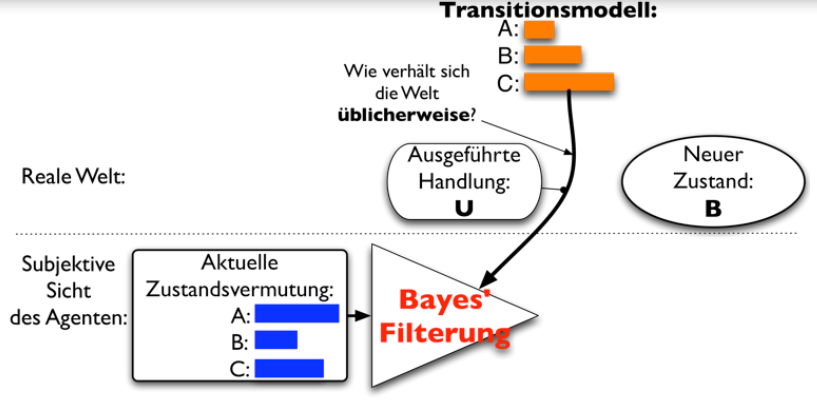 Transitionsmodell:
A:
B:
C:
Wie verhält sich
die Welt
üblicherweise?
Reale Welt:
Ausgeführte
Handlung:
U
Neuer
Zustand:
B
Subjektive
Sicht
des Agenten:
Aktuelle
Zustandsvermutung:
A:
B:
C:
Bayes'
Filterung